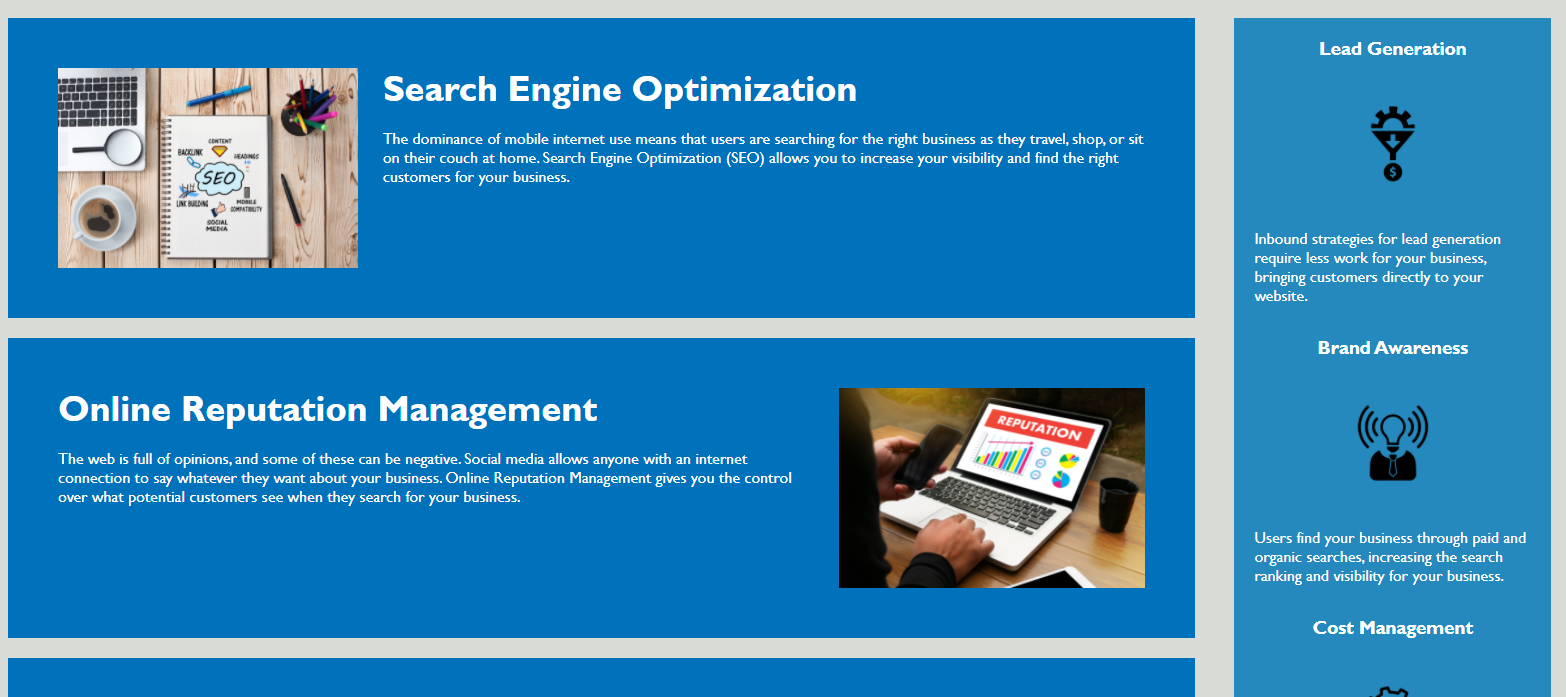 Search Engine Optimization
The dominance of mobile internet use means that users are searching for the right business as they travel, shop, or sit
on their couch at home. Search Engine Optimization (SEO) allows you to increase your visibility and find the right
customers for your business.
CONTENT
BACKLINK
HEADINGS
SEO
LINK BUILDING
MOBILE
COMPATIBILITY
SOCIAL
MEDIA
Online Reputation Management
The web is full of opinions, and some of these can be negative. Social media allows anyone with an internet
connection to say whatever they want about your business. Online Reputation Management gives you the control
over what potential customers see when they search for your business.
REPUTATION
Lead Generation
$
Inbound strategies for lead generation
require less work for your business,
bringing customers directly to your
website.
Brand Awareness
Users find your business through paid and
organic searches, increasing the search
ranking and visibility for your business.
Cost Management